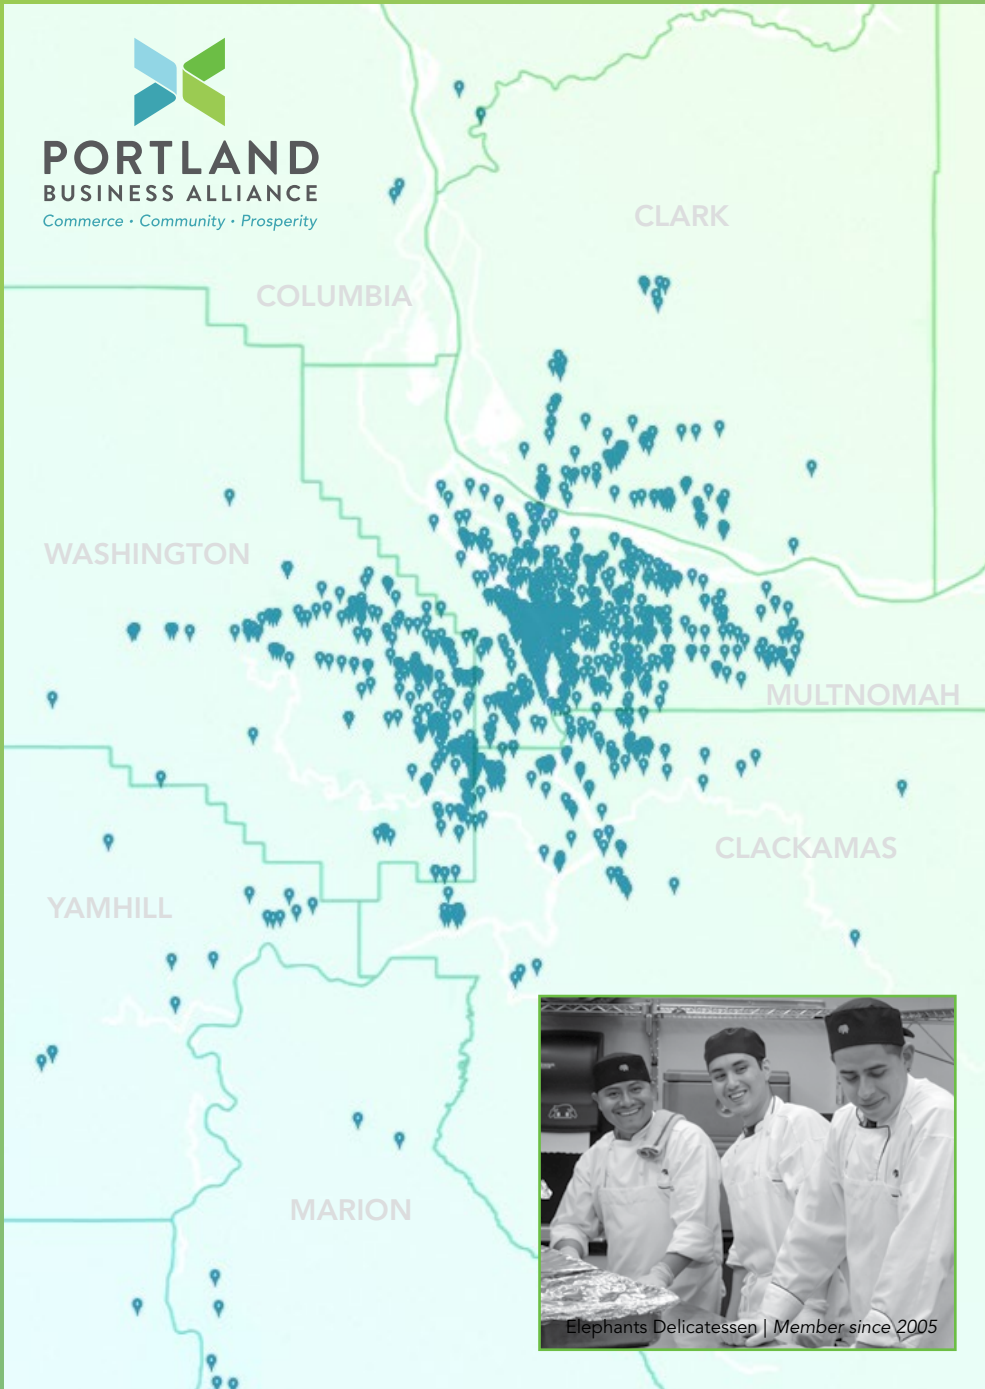 PORTLAND
BUSINESS ALLIANCE
Commerce · Community · Prosperity
CLARK
COLUMBIA
WASHINGTON
MULTNOMAH
CLACKAMAS
YAMHILL
MARION
Elephants Delicatessen | Member since 2005